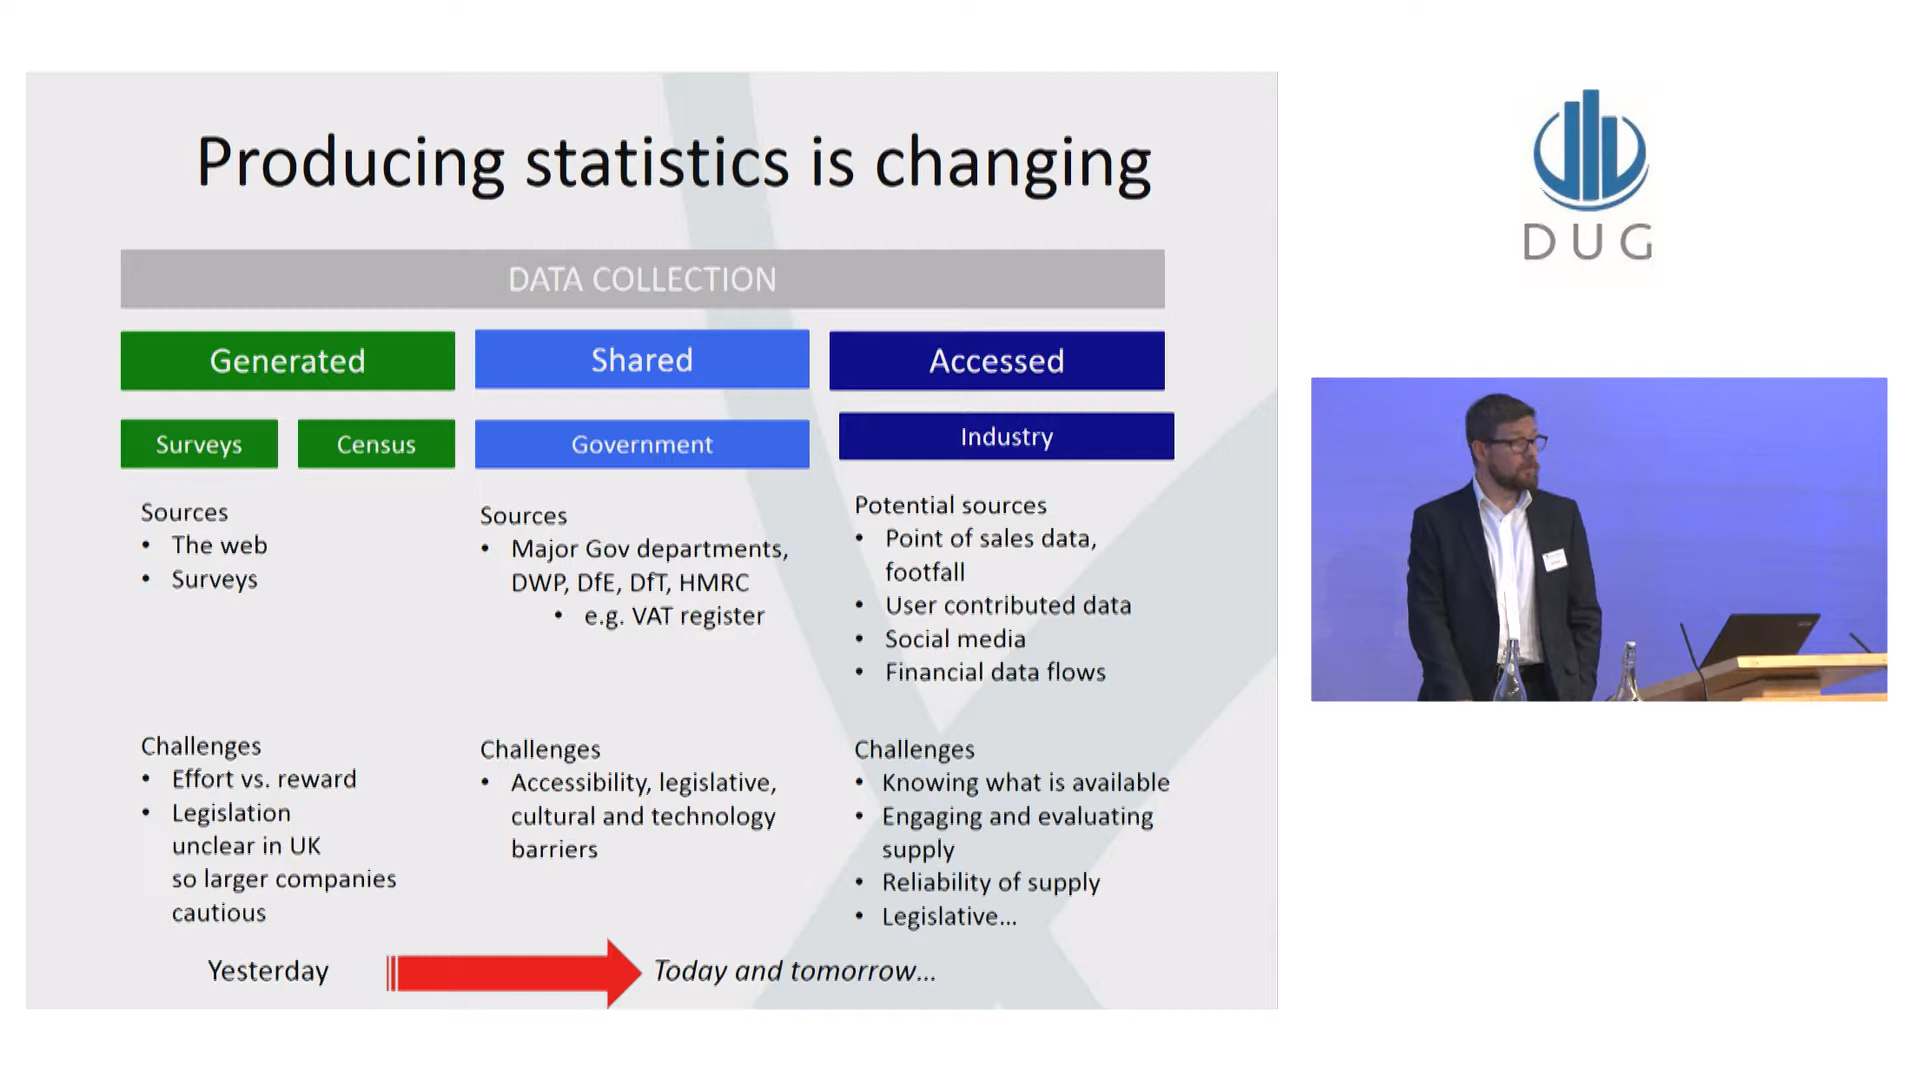 Producing statistics is changing
DATA COLLECTION
Generated
Shared
Accessed
Surveys
Census
Government
Industry
Sources
• The web
• Surveys
Sources
• Major Gov departments,
DWP, DfE, DfT, HMRC
• e.g. VAT register
Potential sources
• Point of sales data,
footfall
• User contributed data
• Social media
• Financial data flows
Challenges
• Effort vs. reward
• Legislation
unclear in UK
so larger companies
cautious
Challenges
• Accessibility, legislative,
cultural and technology
barriers
Challenges
• Knowing what is available
• Engaging and evaluating
supply
• Reliability of supply
• Legislative...
Yesterday
Today and tomorrow...
DUG